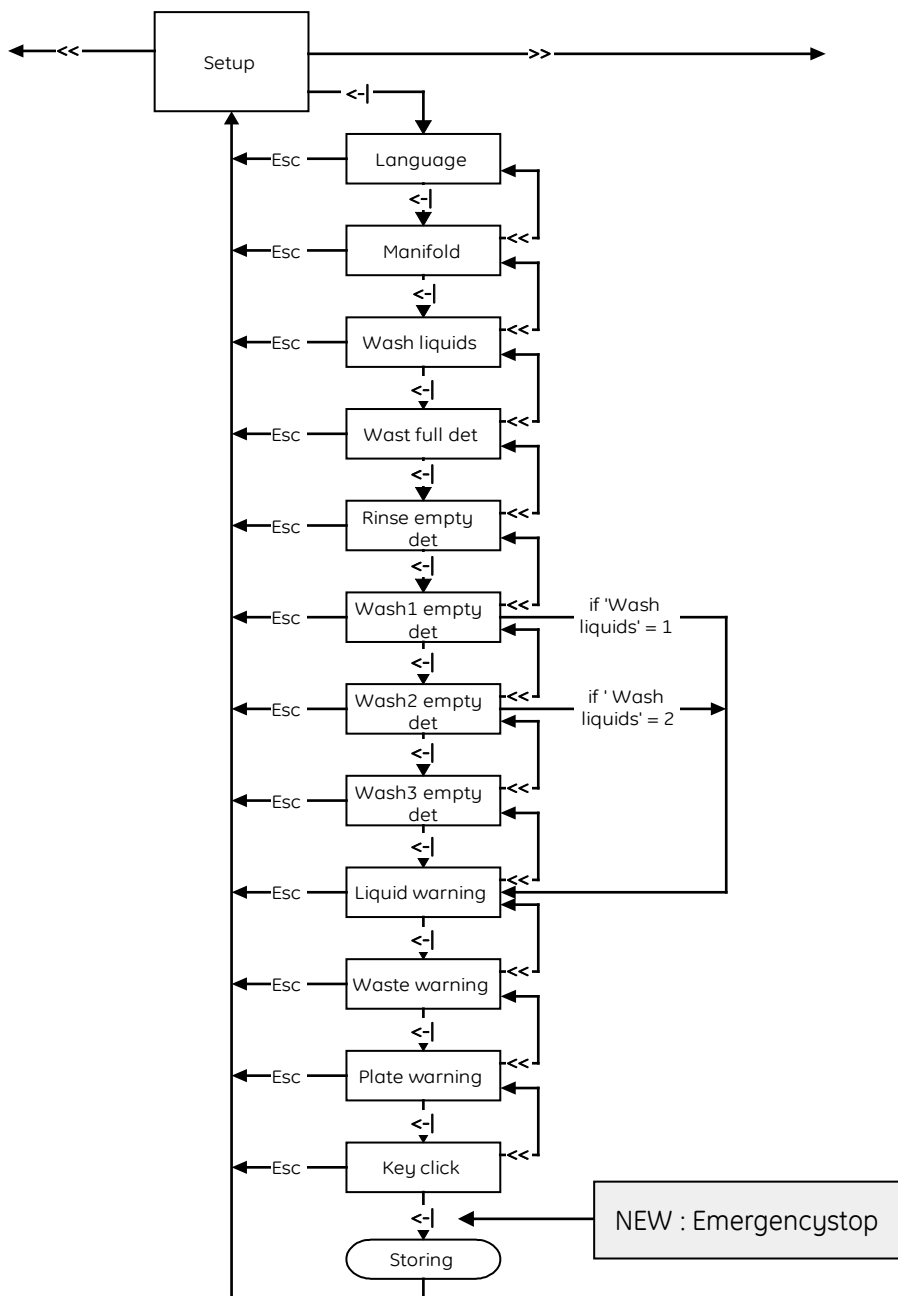 <<
Setup
>>
<-|
Esc
Language
<-|
<<
Esc
Manifold
<-|
<<
Esc
Wash liquids
<-|
<<
Esc
Wast full det
<-|
<<
Esc
Rinse empty
det
<-|
<<
Esc
Wash1 empty
det
if 'Wash
liquids' = 1
<-|
<<
Esc
Wash2 empty
det
if ' Wash
liquids' = 2
<-|
<<
Esc
Wash3 empty
det
<-|
<<
Esc
Liquid warning
<-|
<<
Esc
Waste warning
<-|
<<
Esc
Plate warning
<-|
<<
Esc
Key click
<-|
NEW : Emergencystop
Storing